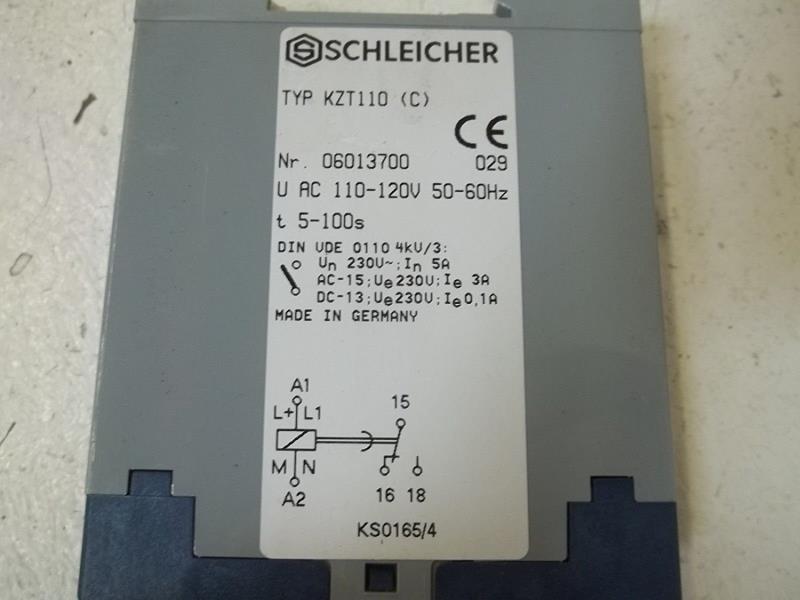 SCHLEICHER
TYP KZT110 (C)
CE
Nr. 06013700 029
U AC 110-120V 50-60Hz
t 5-100s
DIN VDE 0110 4kV/3:
Un 230V~; In 5A
AC-15; Ue230V; Ie 3A
DC-13; Ue230V; Ie0,1A
MADE IN GERMANY
A1
L+ L1
15
M N
A2
16 18
KS0165/4